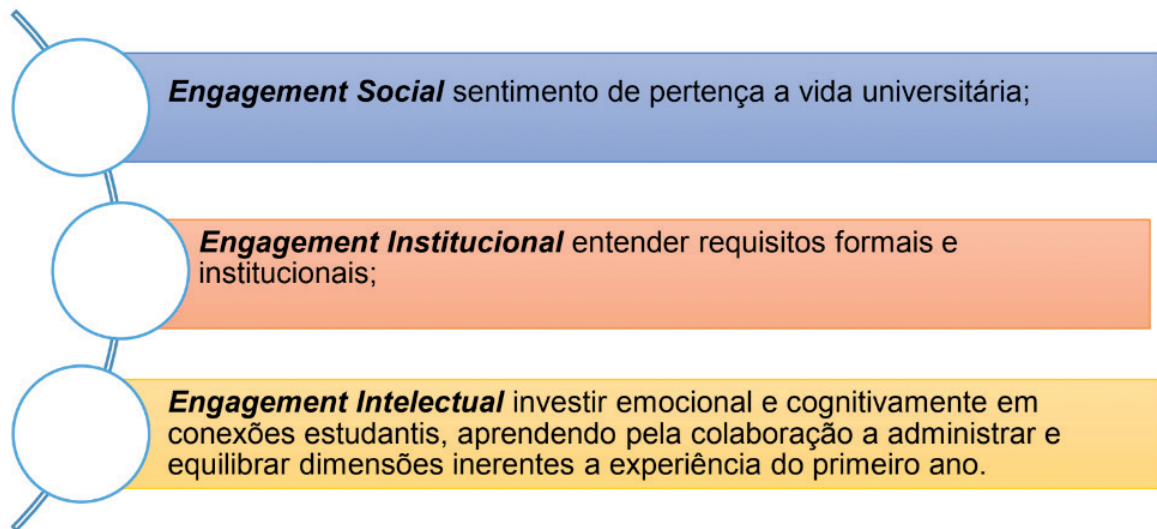 Engagement Social sentimento de pertença a vida universitária;
Engagement Institucional entender requisitos formais e
institucionais;
Engagement Intelectual investir emocional e cognitivamente em
conexões estudantis, aprendendo pela colaboração a administrar e
equilibrar dimensões inerentes a experiência do primeiro ano.